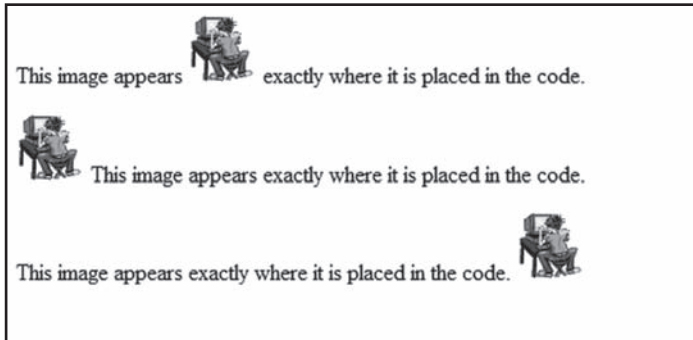 This image appears exactly where it is placed in the code.
This image appears exactly where it is placed in the code.
This image appears exactly where it is placed in the code.